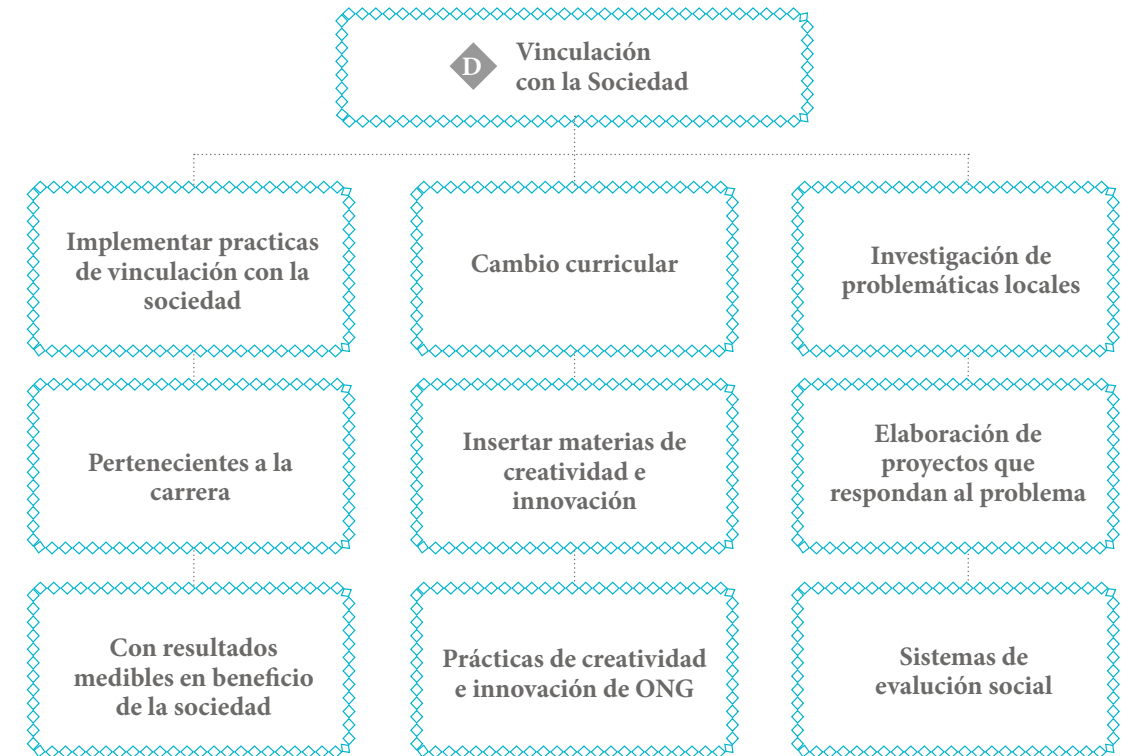 D
Vinculación
con la Sociedad
Implementar practicas
de vinculación con la
sociedad
Cambio curricular
Investigación de
problemáticas locales
Pertenecientes a la
carrera
Insertar materias de
creatividad e
innovación
Elaboración de
proyectos que
respondan al problema
Con resultados
medibles en beneficio
de la sociedad
Prácticas de creatividad
e innovación de ONG
Sistemas de
evalución social